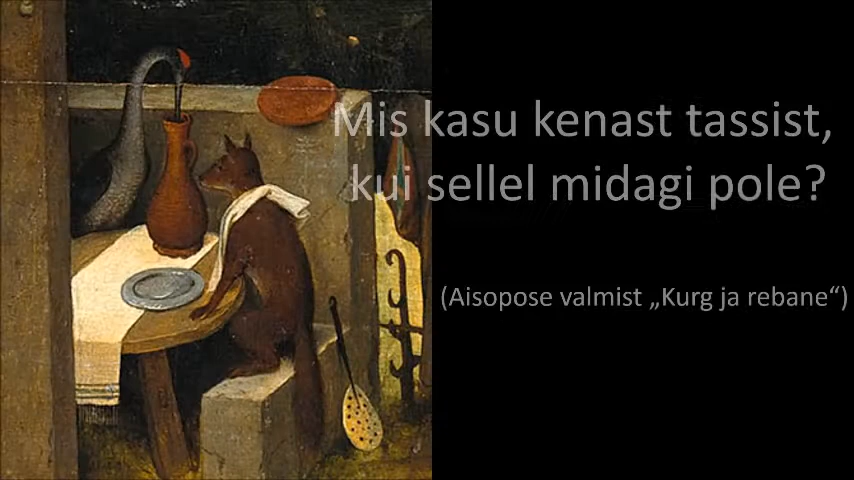 Mis kasu kenast tassist,
kui sellel midagi pole?
(Aisopose valmist „Kurg ja rebane“)